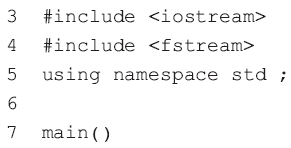 3 #include <iostream>
4 #include <fstream>
5 using namespace std ;
6
7 main()